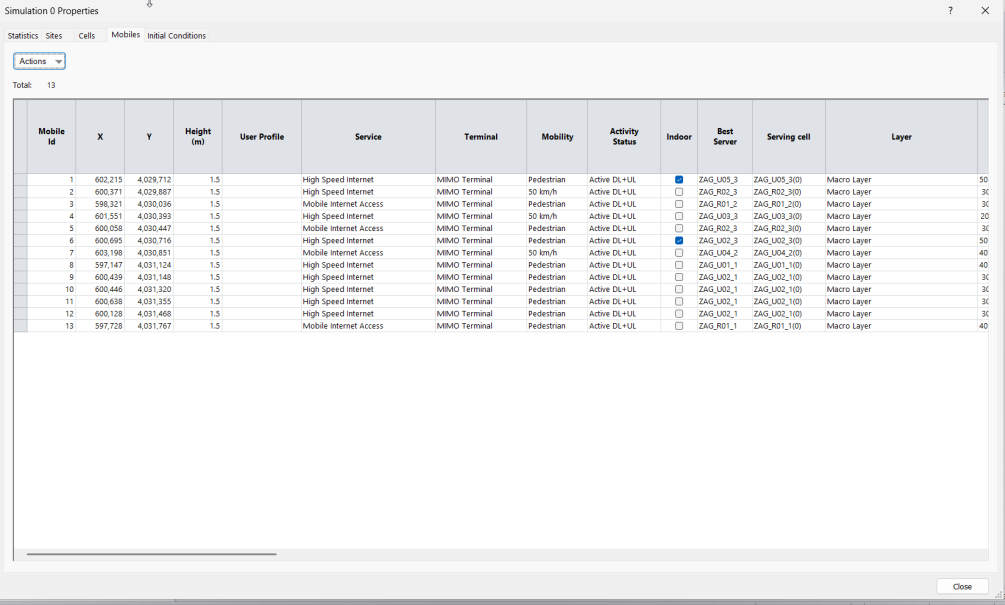 Simulation 0 Properties
? ×
Statistics Sites Cells Mobiles Initial Conditions
Actions
Total: 13
Mobile Id X Y Height (m) User Profile Service Terminal Mobility Activity Status Indoor Best Server Serving cell Layer
1 602,215 4,029,712 1.5 High Speed Internet MIMO Terminal Pedestrian Active DL+UL ZAG_U05_3 ZAG_U05_3(0) Macro Layer 50
2 600,371 4,029,887 1.5 High Speed Internet MIMO Terminal 50 km/h Active DL+UL ZAG_R02_3 ZAG_R02_3(0) Macro Layer 30
3 598,321 4,030,036 1.5 Mobile Internet Access MIMO Terminal Pedestrian Active DL+UL ZAG_R01_2 ZAG_R01_2(0) Macro Layer 30
4 601,551 4,030,393 1.5 High Speed Internet MIMO Terminal 50 km/h Active DL+UL ZAG_U03_3 ZAG_U03_3(0) Macro Layer 20
5 600,058 4,030,447 1.5 Mobile Internet Access MIMO Terminal Pedestrian Active DL+UL ZAG_R02_3 ZAG_R02_3(0) Macro Layer 30
6 600,695 4,030,716 1.5 High Speed Internet MIMO Terminal Pedestrian Active DL+UL ZAG_U02_3 ZAG_U02_3(0) Macro Layer 50
7 603,198 4,030,851 1.5 Mobile Internet Access MIMO Terminal 50 km/h Active DL+UL ZAG_U04_2 ZAG_U04_2(0) Macro Layer 40
8 597,147 4,031,124 1.5 High Speed Internet MIMO Terminal Pedestrian Active DL+UL ZAG_U01_1 ZAG_U01_1(0) Macro Layer 40
9 600,439 4,031,148 1.5 High Speed Internet MIMO Terminal Pedestrian Active DL+UL ZAG_U02_1 ZAG_U02_1(0) Macro Layer 30
10 600,446 4,031,320 1.5 High Speed Internet MIMO Terminal Pedestrian Active DL+UL ZAG_U02_1 ZAG_U02_1(0) Macro Layer 30
11 600,638 4,031,355 1.5 High Speed Internet MIMO Terminal Pedestrian Active DL+UL ZAG_U02_1 ZAG_U02_1(0) Macro Layer 30
12 600,128 4,031,468 1.5 High Speed Internet MIMO Terminal Pedestrian Active DL+UL ZAG_U02_1 ZAG_U02_1(0) Macro Layer 30
13 597,728 4,031,767 1.5 Mobile Internet Access MIMO Terminal Pedestrian Active DL+UL ZAG_R01_1 ZAG_R01_1(0) Macro Layer 40
Close